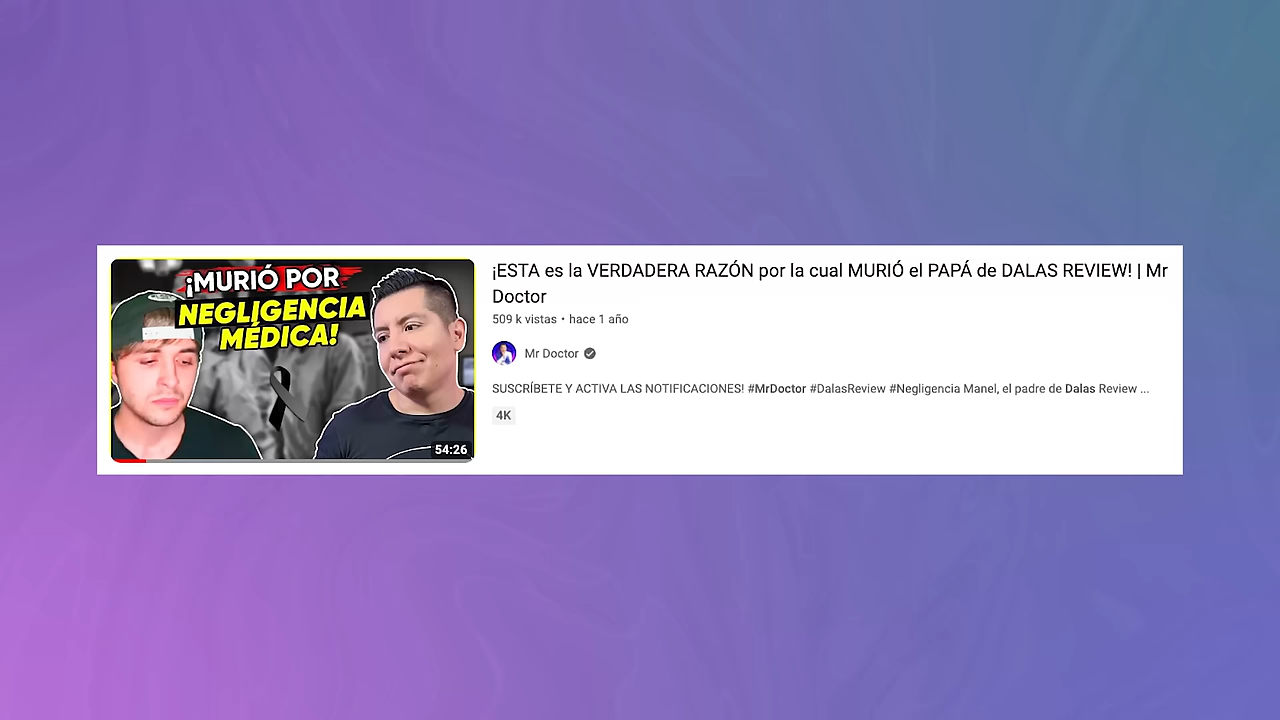 ¡MURIÓ POR
NEGLIGENCIA
MÉDICA!
54:26
¡ESTA es la VERDADERA RAZÓN por la cual MURIÓ el PAPÁ de DALAS REVIEW! | Mr
Doctor
509 k vistas • hace 1 año
Mr Doctor
SUSCRÍBETE Y ACTIVA LAS NOTIFICACIONES! #MrDoctor #DalasReview #Negligencia Manel, el padre de Dalas Review ...
4K